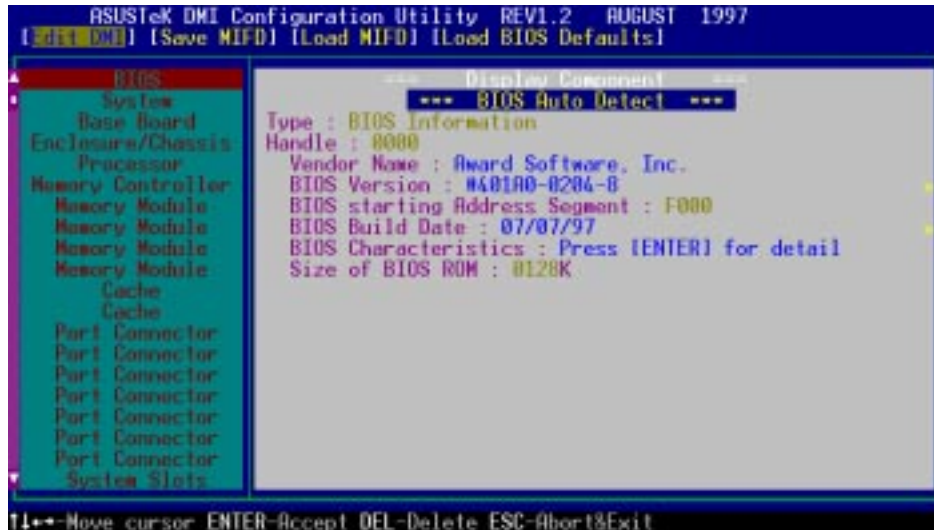 ASUSTeK DMI Configuration Utility REV1.2 AUGUST 1997
[Edit DMI] [Save MIFD] [Load MIFD] [Load BIOS Defaults]
BIOS
System
Base Board
Enclosure/Chassis
Processor
Memory Controller
Memory Module
Memory Module
Memory Module
Memory Module
Cache
Cache
Port Connector
Port Connector
Port Connector
Port Connector
Port Connector
Port Connector
Port Connector
System Slots
=== Display Component ===
*** BIOS Auto Detect ***
Type : BIOS Information
Handle : 0000
Vendor Name : Award Software, Inc.
BIOS Version : #401A0-0204-8
BIOS starting Address Segment : F000
BIOS Build Date : 07/07/97
BIOS Characteristics : Press [ENTER] for detail
Size of BIOS ROM : 0128K
↑↓←→-Move cursor ENTER-Accept DEL-Delete ESC-Abort&Exit